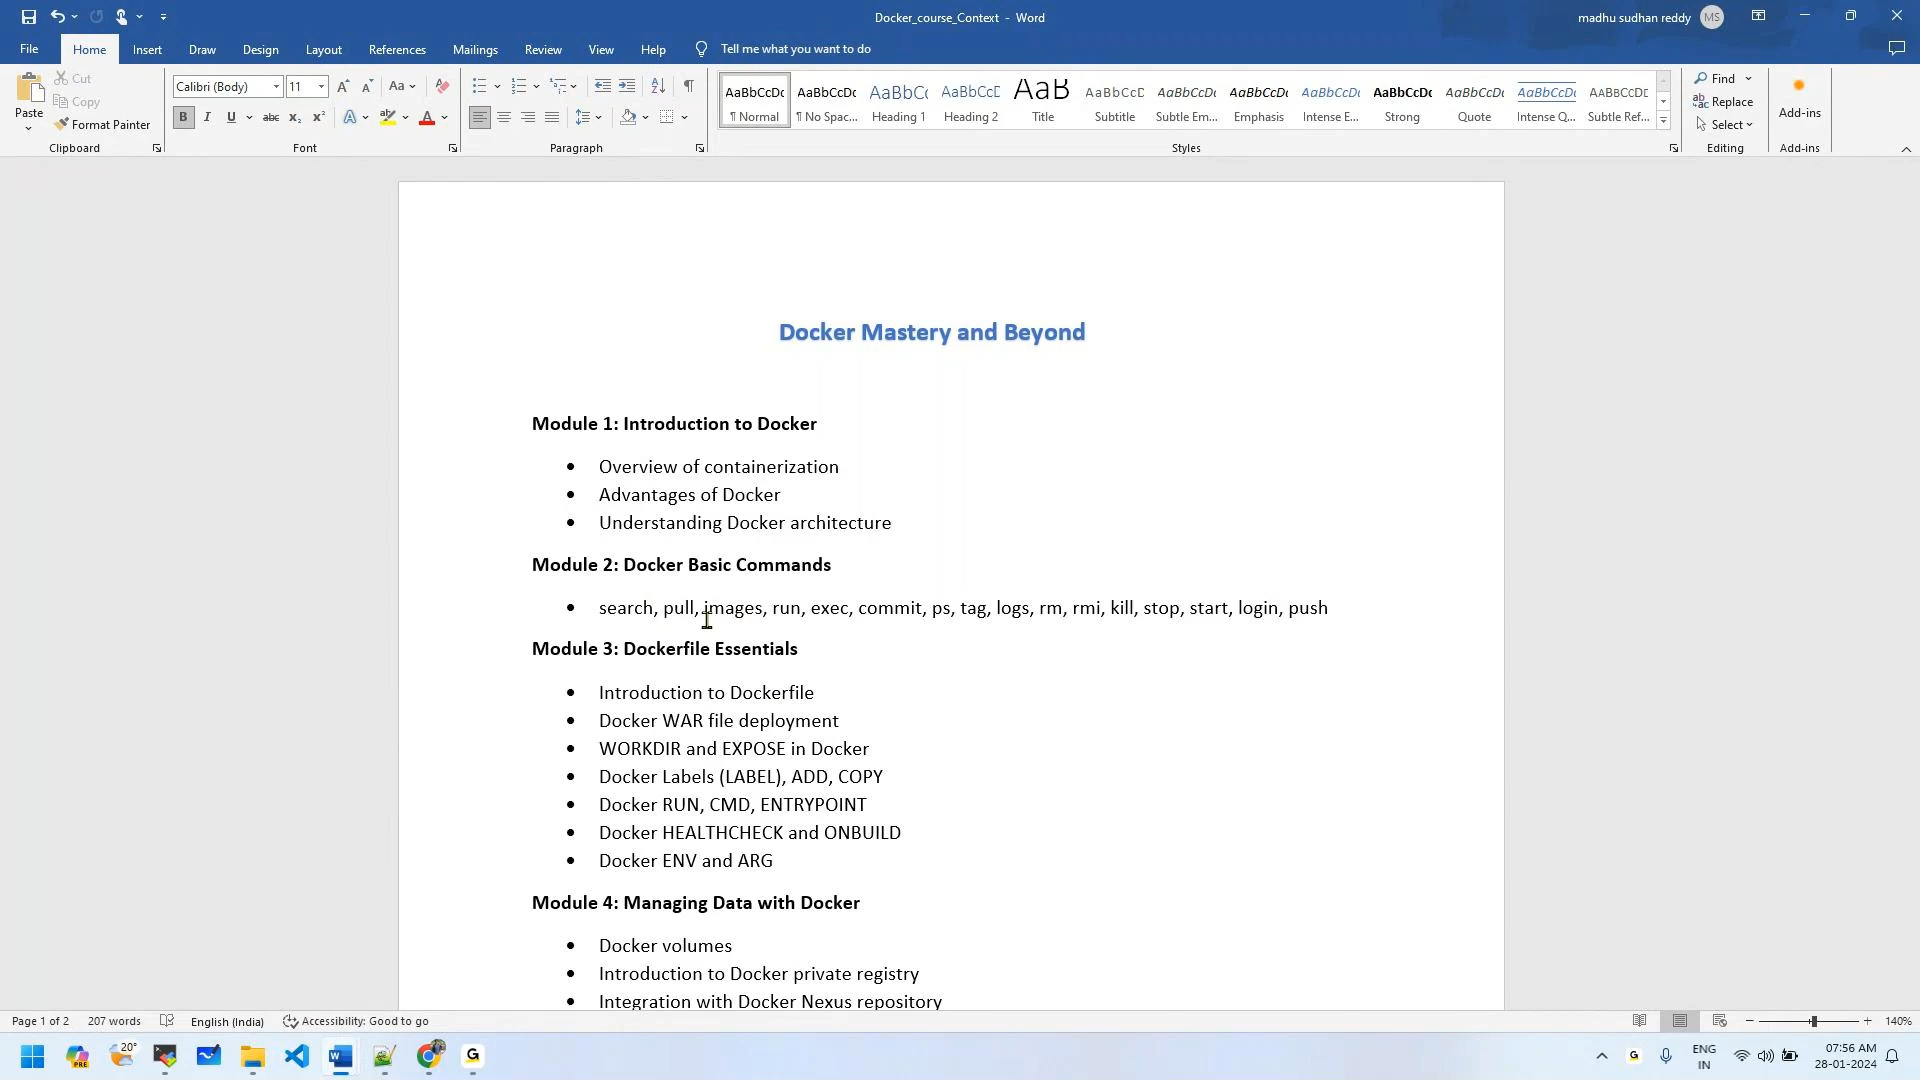 Docker_course_Context - Word
madhu sudhan reddy MS
File Home Insert Draw Design Layout References Mailings Review View Help Tell me what you want to do
Paste
Cut
Copy
Format Painter
Clipboard
Calibri (Body) 11
Font
Paragraph
AaBbCcDc AaBbCcDc AaBbCc AaBbCcD AaB AaBbCcD AaBbCcDc AaBbCcDc AaBbCcDc AaBbCcDc AaBbCcDc AaBbCcDc AABBCCDC
¶ Normal ¶ No Spac... Heading 1 Heading 2 Title Subtitle Subtle Em... Emphasis Intense E... Strong Quote Intense Q... Subtle Ref...
Styles
Find
Replace
Select
Editing
Add-ins
Add-ins
Docker Mastery and Beyond
Module 1: Introduction to Docker
• Overview of containerization
• Advantages of Docker
• Understanding Docker architecture
Module 2: Docker Basic Commands
• search, pull, images, run, exec, commit, ps, tag, logs, rm, rmi, kill, stop, start, login, push
Module 3: Dockerfile Essentials
• Introduction to Dockerfile
• Docker WAR file deployment
• WORKDIR and EXPOSE in Docker
• Docker Labels (LABEL), ADD, COPY
• Docker RUN, CMD, ENTRYPOINT
• Docker HEALTHCHECK and ONBUILD
• Docker ENV and ARG
Module 4: Managing Data with Docker
• Docker volumes
• Introduction to Docker private registry
• Integration with Docker Nexus repository
Page 1 of 2 207 words English (India) Accessibility: Good to go 140%
20°
ENG
IN
07:56 AM
28-01-2024